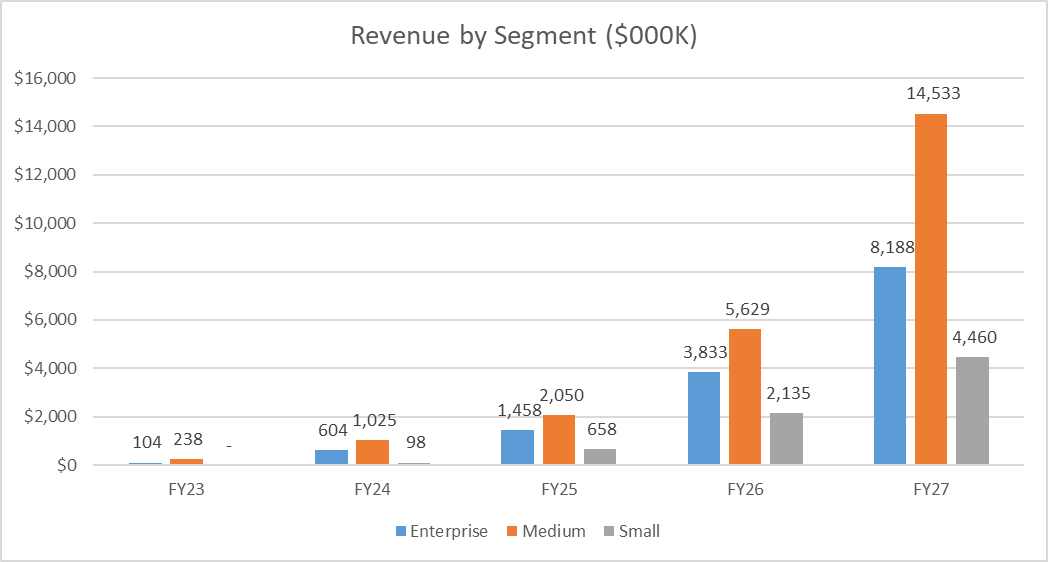 Revenue by Segment ($000K)
$16,000
$14,000
$12,000
$10,000
$8,000
$6,000
$4,000
$2,000
$0
104 238 -
604 1,025 98
1,458 2,050 658
3,833 5,629 2,135
8,188 14,533 4,460
FY23 FY24 FY25 FY26 FY27
Enterprise Medium Small